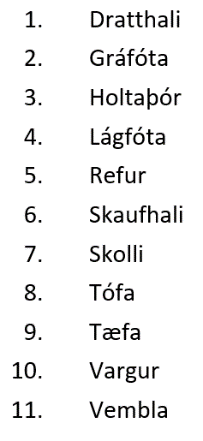 1. Dratthali
2. Gráfóta
3. Holtaþór
4. Lágfóta
5. Refur
6. Skaufhali
7. Skolli
8. Tófa
9. Tæfa
10. Vargur
11. Vembla